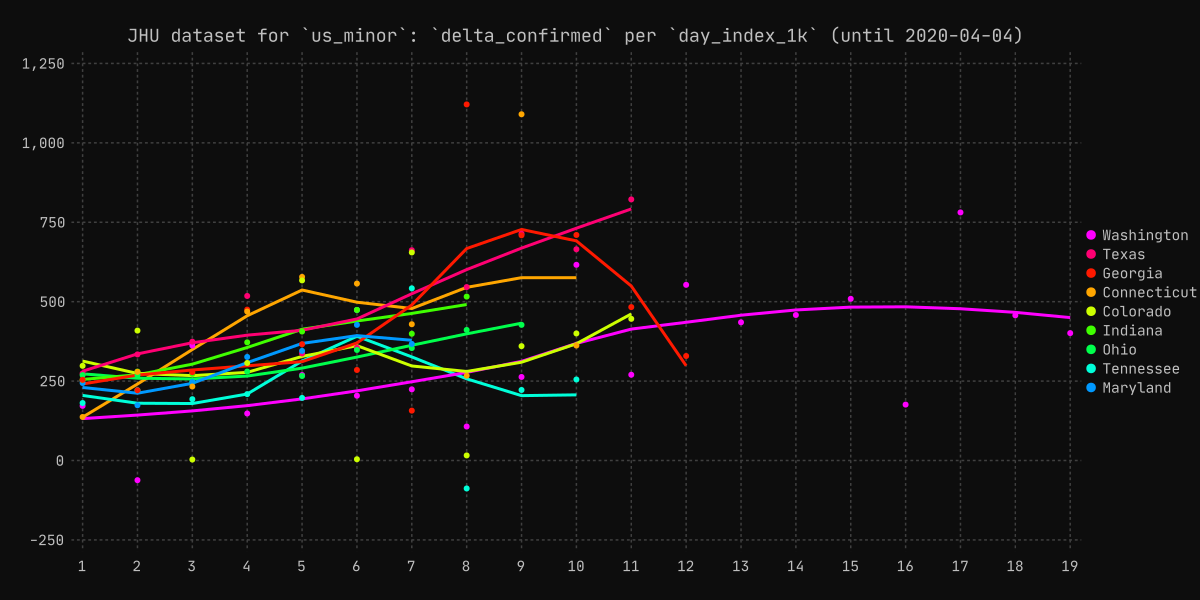 JHU dataset for `us_minor`: `delta_confirmed` per `day_index_1k` (until 2020-04-04)
1,250
1,000
750
500
250
0
−250
1 2 3 4 5 6 7 8 9 10 11 12 13 14 15 16 17 18 19
Washington
Texas
Georgia
Connecticut
Colorado
Indiana
Ohio
Tennessee
Maryland